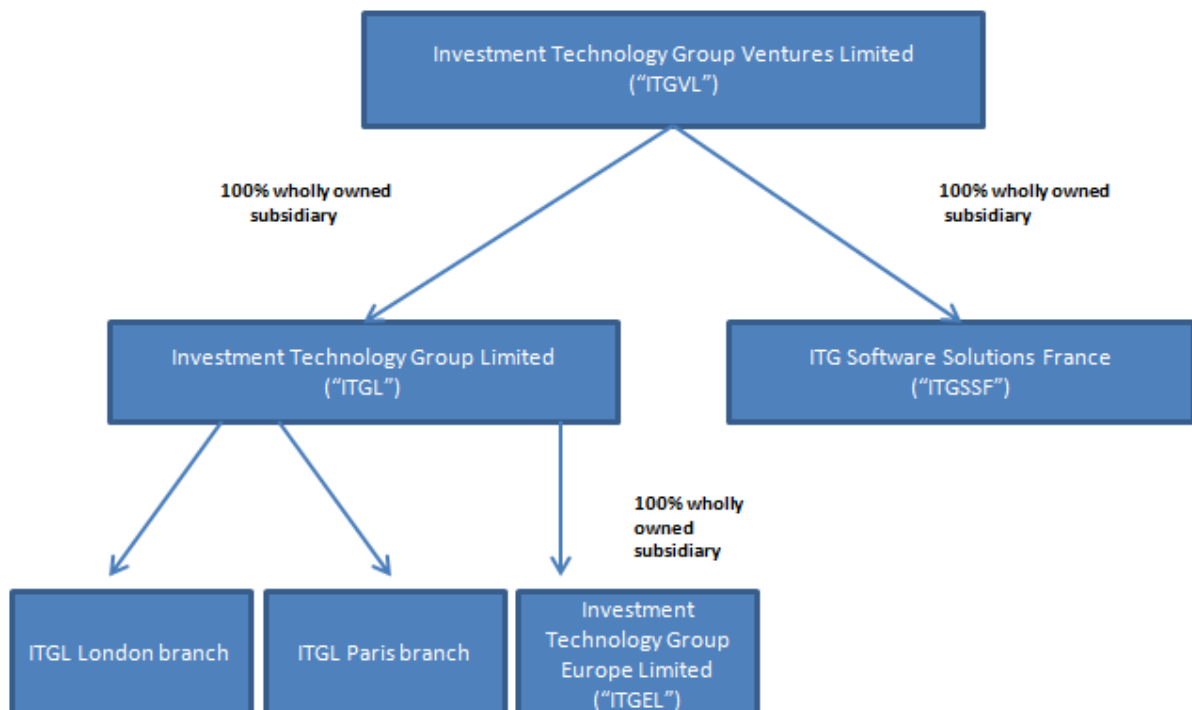 Investment Technology Group Ventures Limited
(“ITGVL”)
100% wholly owned
subsidiary
100% wholly owned
subsidiary
Investment Technology Group Limited
(“ITGL”)
ITG Software Solutions France
(“ITGSSF”)
100% wholly
owned
subsidiary
ITGL London branch
ITGL Paris branch
Investment
Technology Group
Europe Limited
(“ITGEL”)